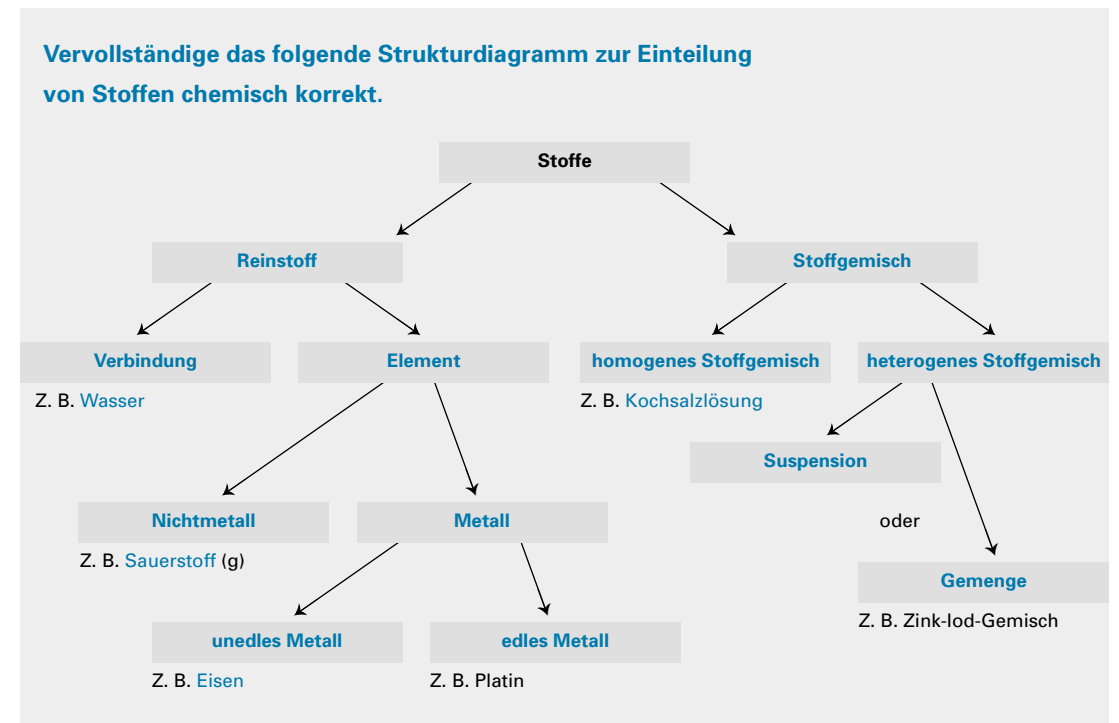 Vervollständige das folgende Strukturdiagramm zur Einteilung
von Stoffen chemisch korrekt.
Stoffe
Reinstoff
Stoffgemisch
Verbindung
Element
homogenes Stoffgemisch
heterogenes Stoffgemisch
Z. B. Wasser
Z. B. Kochsalzlösung
Suspension
Nichtmetall
Metall
oder
Z. B. Sauerstoff (g)
Gemenge
Z. B. Zink-Iod-Gemisch
unedles Metall
edles Metall
Z. B. Eisen
Z. B. Platin